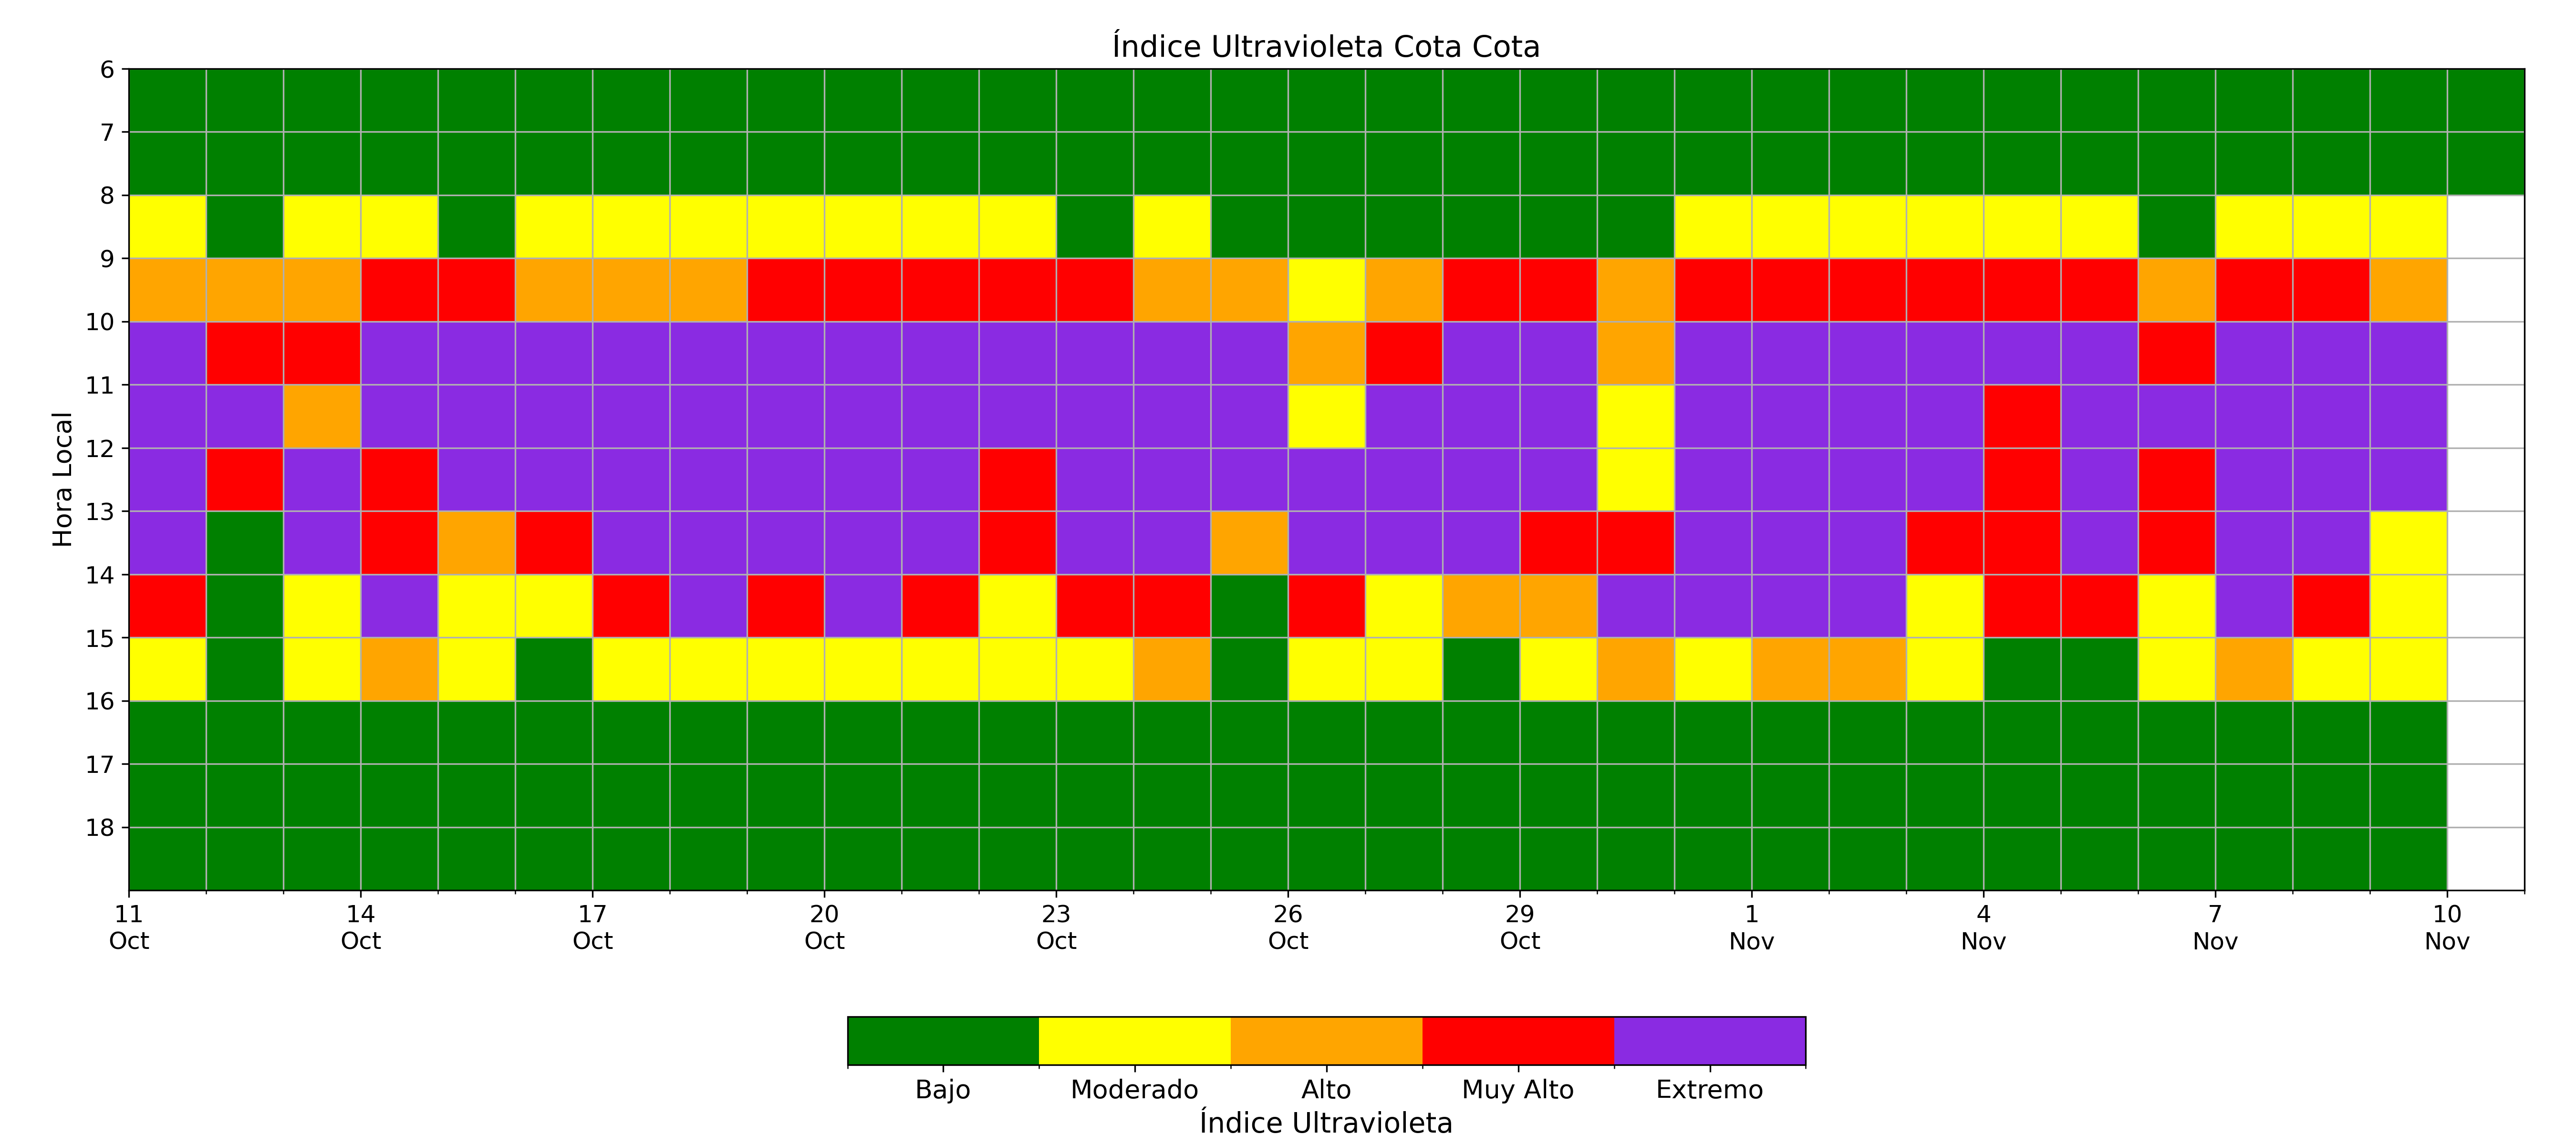 Índice Ultravioleta Cota Cota
Hora Local
6
7
8
9
10
11
12
13
14
15
16
17
18
11 14 17 20 23 26 29 1 4 7 10
Oct Oct Oct Oct Oct Oct Oct Nov Nov Nov Nov
Bajo Moderado Alto Muy Alto Extremo
Índice Ultravioleta